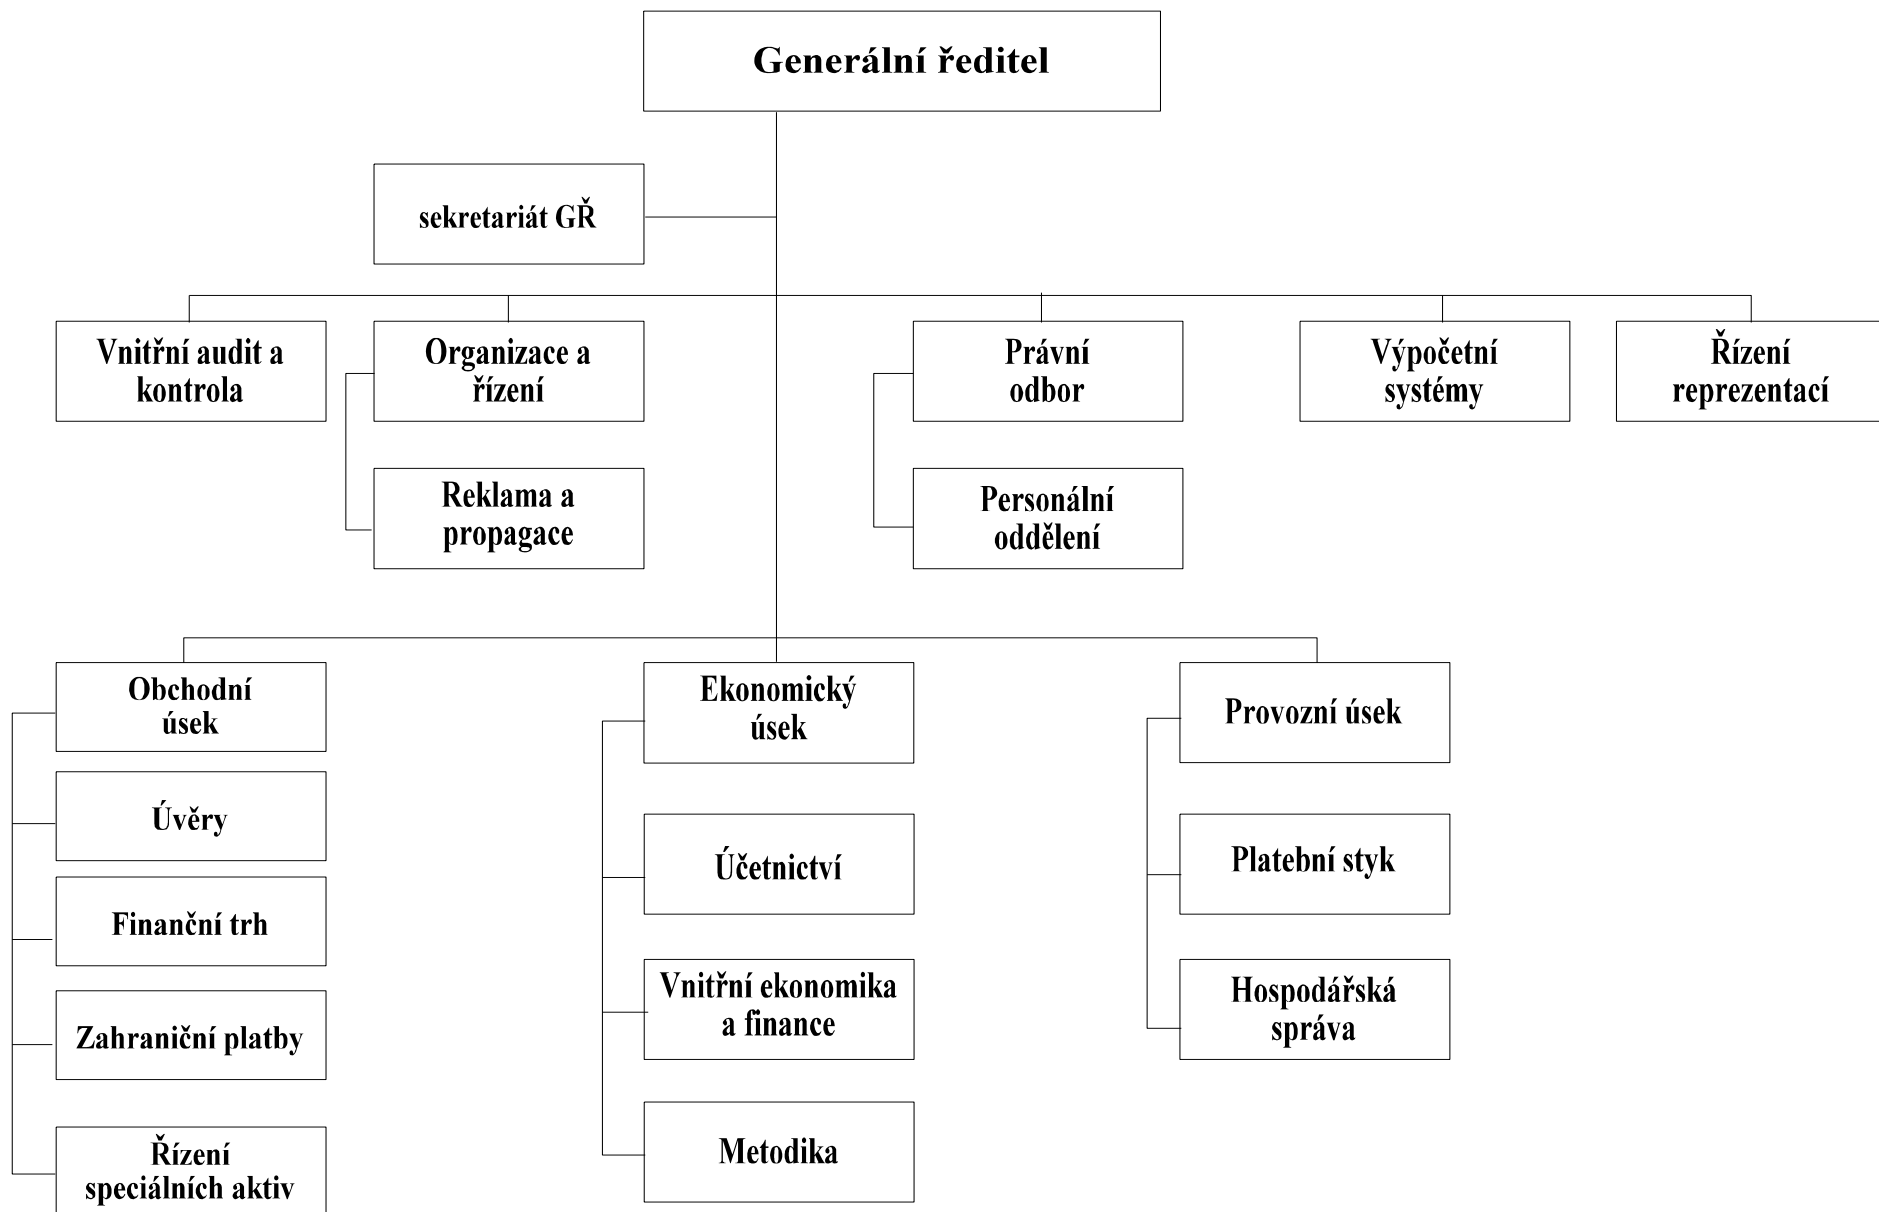 Generální ředitel
sekretariát GŘ
Vnitřní audit a
kontrola
Organizace a
řízení
Právní
odbor
Výpočetní
systémy
Řízení
reprezentací
Reklama a
propagace
Personální
oddělení
Obchodní
úsek
Ekonomický
úsek
Provozní úsek
Úvěry
Účetnictví
Platební styk
Finanční trh
Vnitřní ekonomika
a finance
Hospodářská
správa
Zahraniční platby
Metodika
Řízení
speciálních aktiv